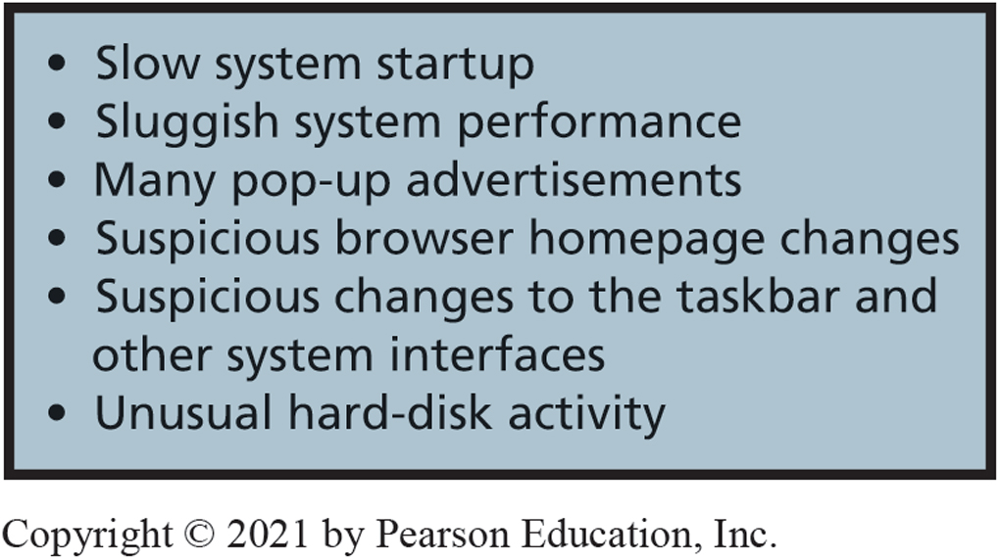 • Slow system startup
• Sluggish system performance
• Many pop-up advertisements
• Suspicious browser homepage changes
• Suspicious changes to the taskbar and
other system interfaces
• Unusual hard-disk activity
Copyright © 2021 by Pearson Education, Inc.